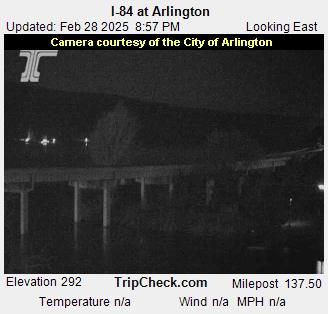 I-84 at Arlington
Updated: Feb 28 2025 8:57 PM Looking East
Camera courtesy of the City of Arlington
Elevation 292 TripCheck.com Milepost 137.50
Temperature n/a Wind n/a MPH n/a